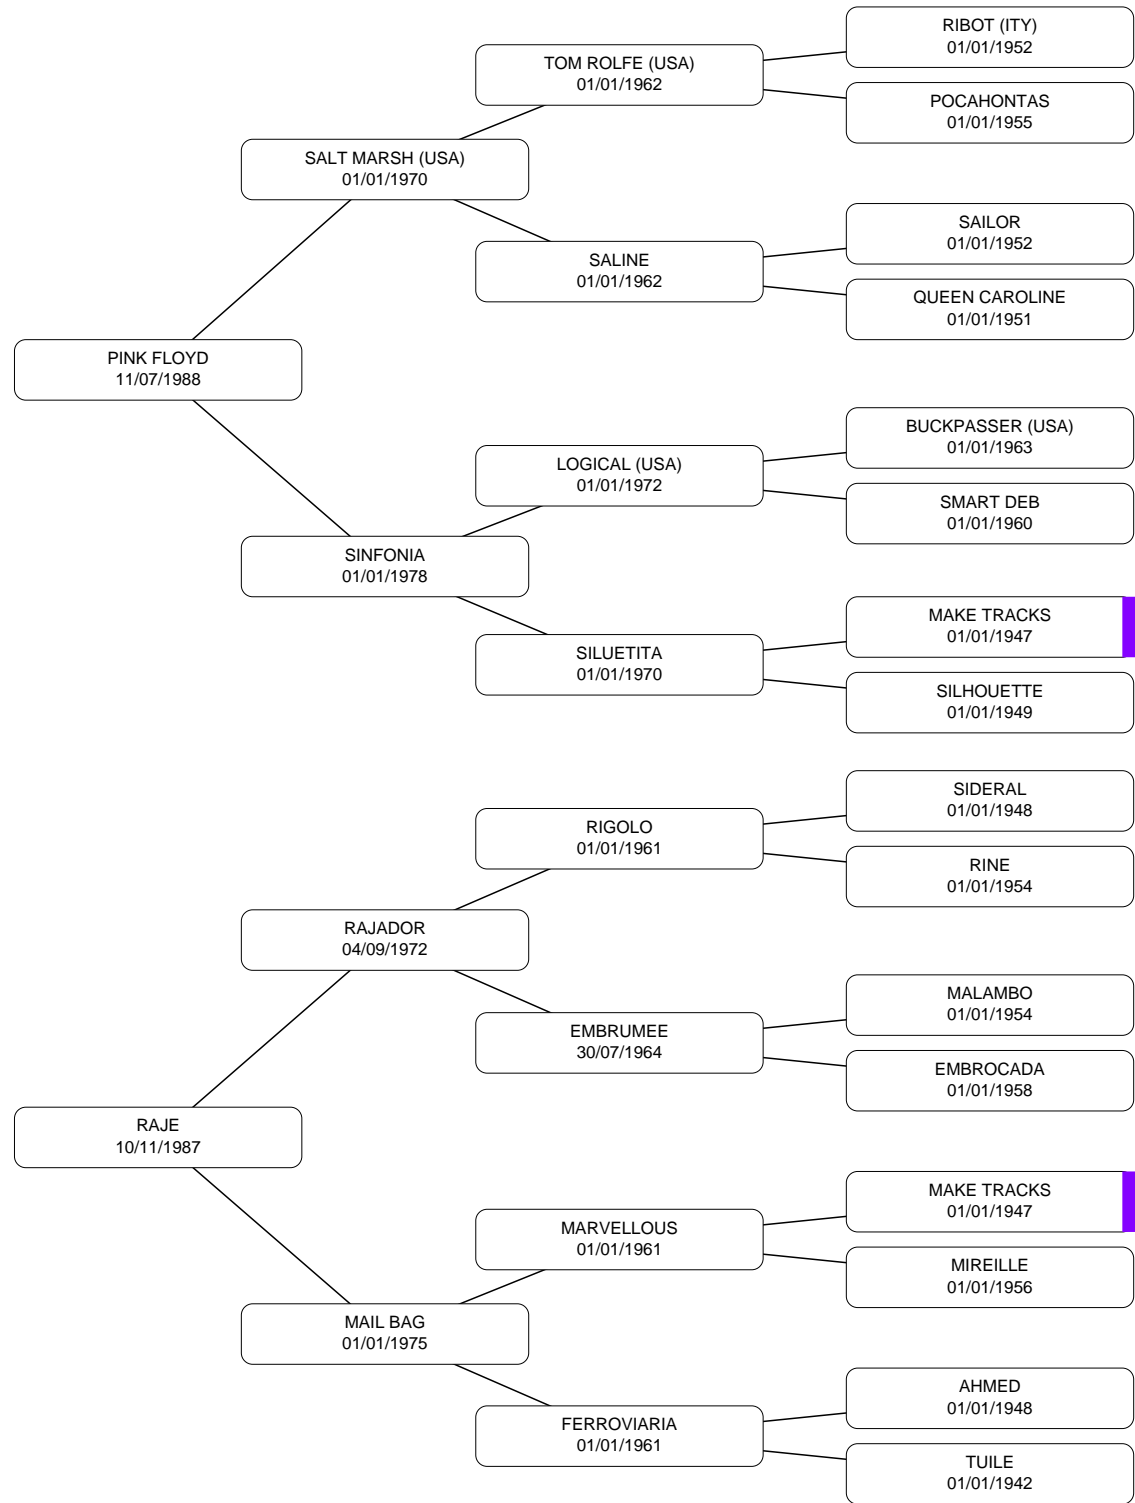 RIBOT (ITY)
01/01/1952
TOM ROLFE (USA)
01/01/1962
POCAHONTAS
01/01/1955
SALT MARSH (USA)
01/01/1970
SAILOR
01/01/1952
SALINE
01/01/1962
QUEEN CAROLINE
01/01/1951
PINK FLOYD
11/07/1988
BUCKPASSER (USA)
01/01/1963
LOGICAL (USA)
01/01/1972
SMART DEB
01/01/1960
SINFONIA
01/01/1978
MAKE TRACKS
01/01/1947
SILUETITA
01/01/1970
SILHOUETTE
01/01/1949
SIDERAL
01/01/1948
RIGOLO
01/01/1961
RINE
01/01/1954
RAJADOR
04/09/1972
MALAMBO
01/01/1954
EMBRUMEE
30/07/1964
EMBROCADA
01/01/1958
RAJE
10/11/1987
MAKE TRACKS
01/01/1947
MARVELLOUS
01/01/1961
MIREILLE
01/01/1956
MAIL BAG
01/01/1975
AHMED
01/01/1948
FERROVIARIA
01/01/1961
TUILE
01/01/1942